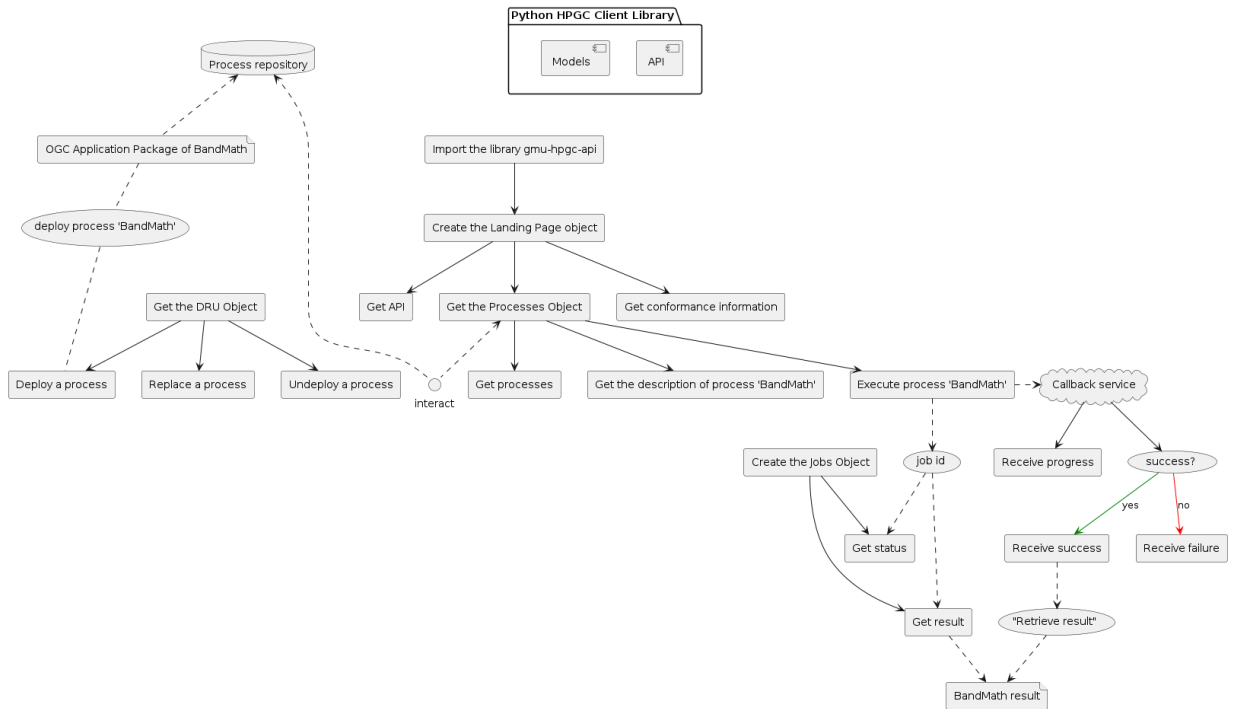 Python HPGC Client Library
Models
API
Process repository
OGC Application Package of BandMath
Import the library gmu-hpgc-api
deploy process 'BandMath'
Create the Landing Page object
Get the DRU Object
Get API
Get the Processes Object
Get conformance information
Deploy a process
Replace a process
Undeploy a process
interact
Get processes
Get the description of process 'BandMath'
Execute process 'BandMath'
Callback service
Create the Jobs Object
job id
Receive progress
success?
yes
no
Get status
Receive success
Receive failure
Get result
"Retrieve result"
BandMath result